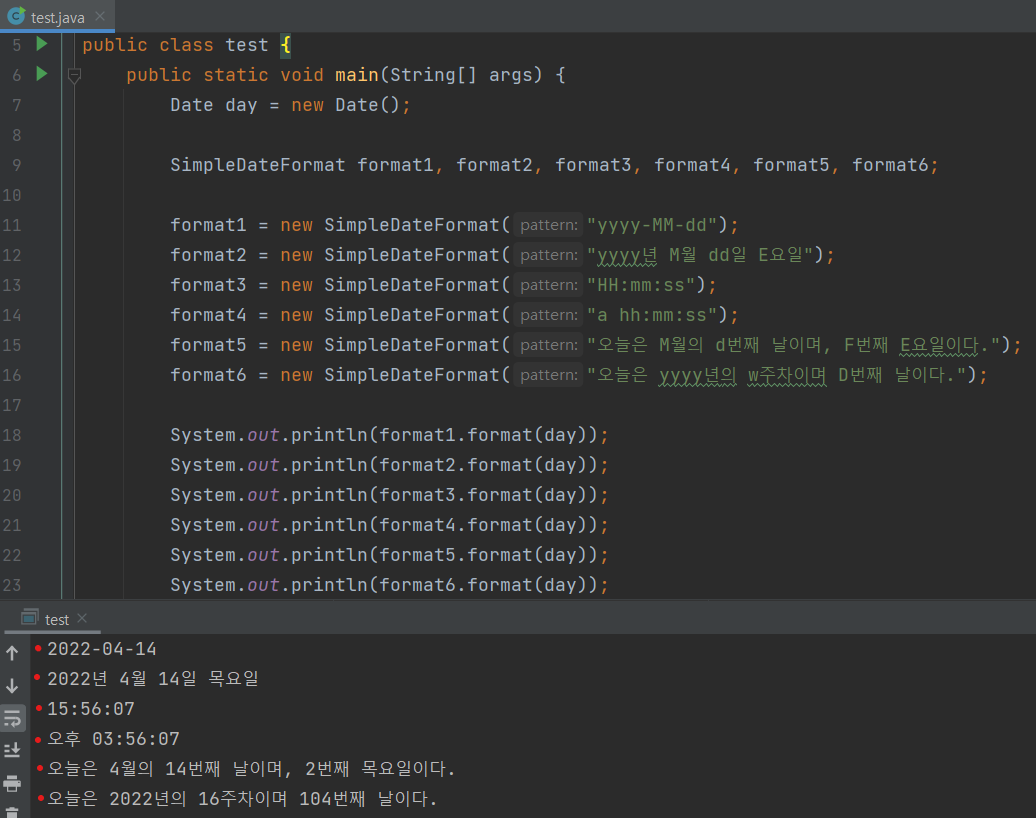 test.java
5 public class test {
6 public static void main(String[] args) {
7 Date day = new Date();
8
9 SimpleDateFormat format1, format2, format3, format4, format5, format6;
10
11 format1 = new SimpleDateFormat( pattern: "yyyy-MM-dd");
12 format2 = new SimpleDateFormat( pattern: "yyyy년 M월 dd일 E요일");
13 format3 = new SimpleDateFormat( pattern: "HH:mm:ss");
14 format4 = new SimpleDateFormat( pattern: "a hh:mm:ss");
15 format5 = new SimpleDateFormat( pattern: "오늘은 M월의 d번째 날이며, F번째 E요일이다.");
16 format6 = new SimpleDateFormat( pattern: "오늘은 yyyy년의 w주차이며 D번째 날이다.");
17
18 System.out.println(format1.format(day));
19 System.out.println(format2.format(day));
20 System.out.println(format3.format(day));
21 System.out.println(format4.format(day));
22 System.out.println(format5.format(day));
23 System.out.println(format6.format(day));
test
2022-04-14
2022년 4월 14일 목요일
15:56:07
오후 03:56:07
오늘은 4월의 14번째 날이며, 2번째 목요일이다.
오늘은 2022년의 16주차이며 104번째 날이다.